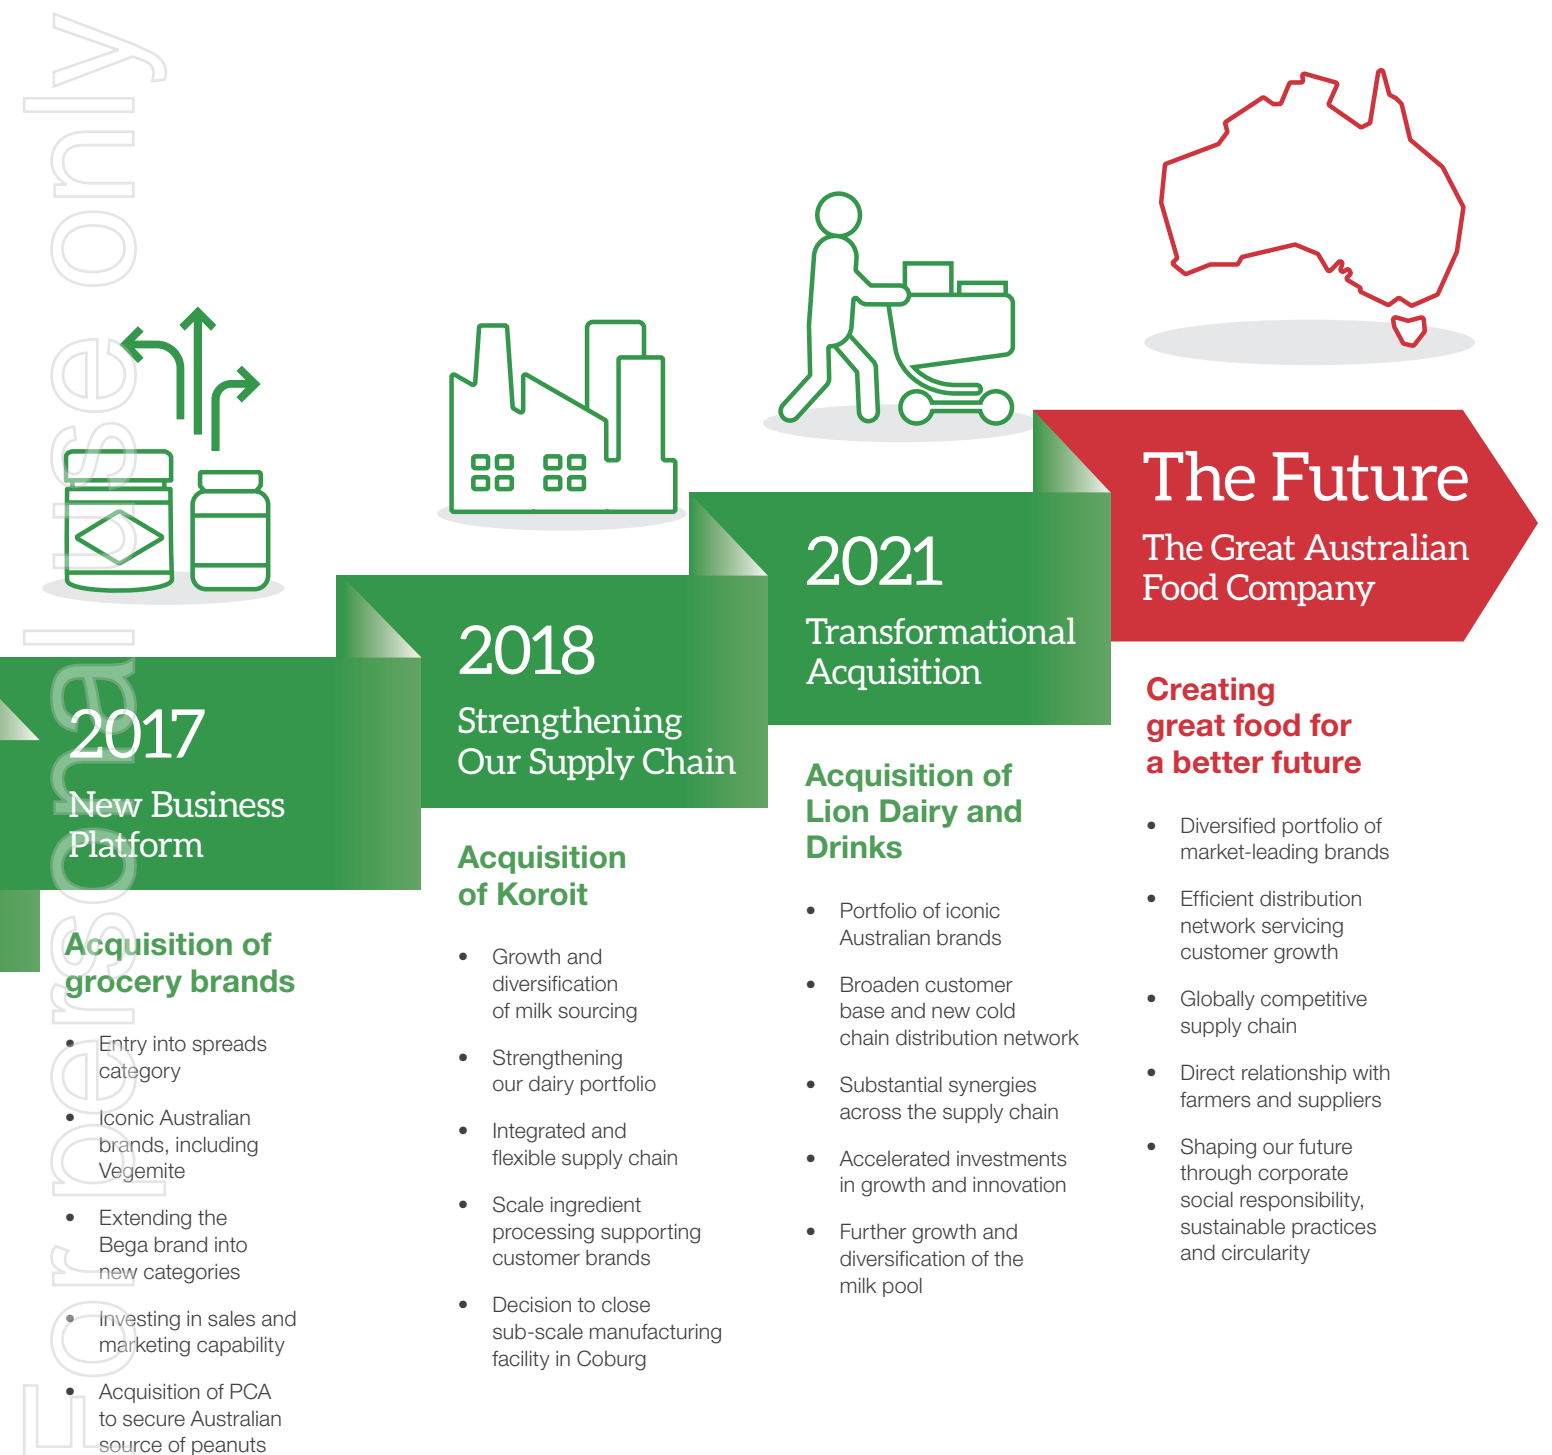 For personal use only
2017
New Business
Platform
Acquisition of
grocery brands
• Entry into spreads
category
• Iconic Australian
brands, including
Vegemite
• Extending the
Bega brand into
new categories
• Investing in sales and
marketing capability
• Acquisition of PCA
to secure Australian
source of peanuts
2018
Strengthening
Our Supply Chain
Acquisition
of Koroit
• Growth and
diversification
of milk sourcing
• Strengthening
our dairy portfolio
• Integrated and
flexible supply chain
• Scale ingredient
processing supporting
customer brands
• Decision to close
sub-scale manufacturing
facility in Coburg
2021
Transformational
Acquisition
Acquisition of
Lion Dairy and
Drinks
• Portfolio of iconic
Australian brands
• Broaden customer
base and new cold
chain distribution network
• Substantial synergies
across the supply chain
• Accelerated investments
in growth and innovation
• Further growth and
diversification of the
milk pool
The Future
The Great Australian
Food Company
Creating
great food for
a better future
• Diversified portfolio of
market-leading brands
• Efficient distribution
network servicing
customer growth
• Globally competitive
supply chain
• Direct relationship with
farmers and suppliers
• Shaping our future
through corporate
social responsibility,
sustainable practices
and circularity